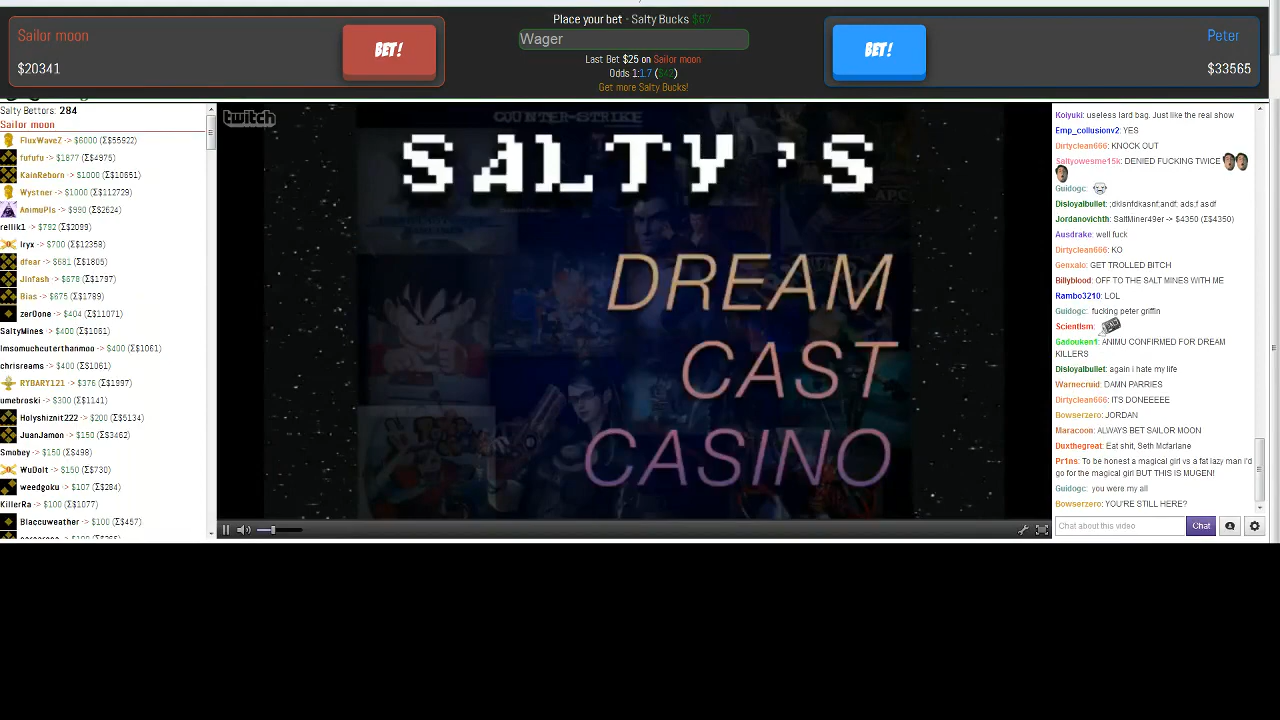 Sailor moon
$20341
BET!
Place your bet - Salty Bucks $67
Wager
Last Bet $25 on Sailor moon
Odds 1:1.7 ($42)
Get more Salty Bucks!
BET!
Peter
$33565
Salty Bettors: 284
Sailor moon
FluxWaveZ -> $6000 (Σ$55922)
fufufu -> $1877 (Σ$4975)
KainReborn -> $1000 (Σ$10651)
Wystner -> $1000 (Σ$112729)
AnimuPls -> $990 (Σ$2624)
rellik1 -> $792 (Σ$2099)
Iryx -> $700 (Σ$12358)
dfear -> $681 (Σ$1805)
Jinfash -> $678 (Σ$1797)
Bias -> $675 (Σ$1789)
zer0one -> $404 (Σ$11071)
SaltyMines -> $400 (Σ$1061)
Imsomuchcuterthanmoo -> $400 (Σ$1061)
chrisreams -> $400 (Σ$1061)
RYBARY121 -> $376 (Σ$1997)
umebroski -> $300 (Σ$1141)
Holyshiznit222 -> $200 (Σ$5134)
JuanJaman -> $150 (Σ$3462)
Smobey -> $150 (Σ$498)
WuDoIt -> $150 (Σ$730)
weedgoku -> $107 (Σ$284)
KillerRa -> $100 (Σ$1077)
Blaccuweather -> $100 (Σ$457)
twitch
COUNTER-STRIKE
SALTY'S
DREAM
CAST
CASINO
Kolyuki: useless lard bag. Just like the real show
Emp_collusionv2: YES
Dirtyclean666: KNOCK OUT
Saltyowesme15k: DENIED FUCKING TWICE
Guidogc:
Disloyalbullet: ;dklsnfdkasnf;andf; ads;f asdf
Jordanovichth: SaltMiner49er -> $4350 (Σ$4350)
Ausdrake: well fuck
Dirtyclean666: KO
Genxalo: GET TROLLED BITCH
Billyblood: OFF TO THE SALT MINES WITH ME
Rambo3210: LOL
Guidogc: fucking peter griffin
Scientism:
Gadouken1: ANIMU CONFIRMED FOR DREAM
KILLERS
Disloyalbullet: again i hate my life
Warnecruid: DAMN PARRIES
Dirtyclean666: ITS DONEEEEE
Bowserzero: JORDAN
Maracoon: ALWAYS BET SAILOR MOON
Duxthegreat: Eat shit, Seth Mcfarlane
Pr1ns: To be honest a magical girl vs a fat lazy man i'd
go for the magical girl BUT THIS IS MUGEN!
Guidogc: you were my all
Bowserzero: YOU'RE STILL HERE?
Chat about this video
Chat